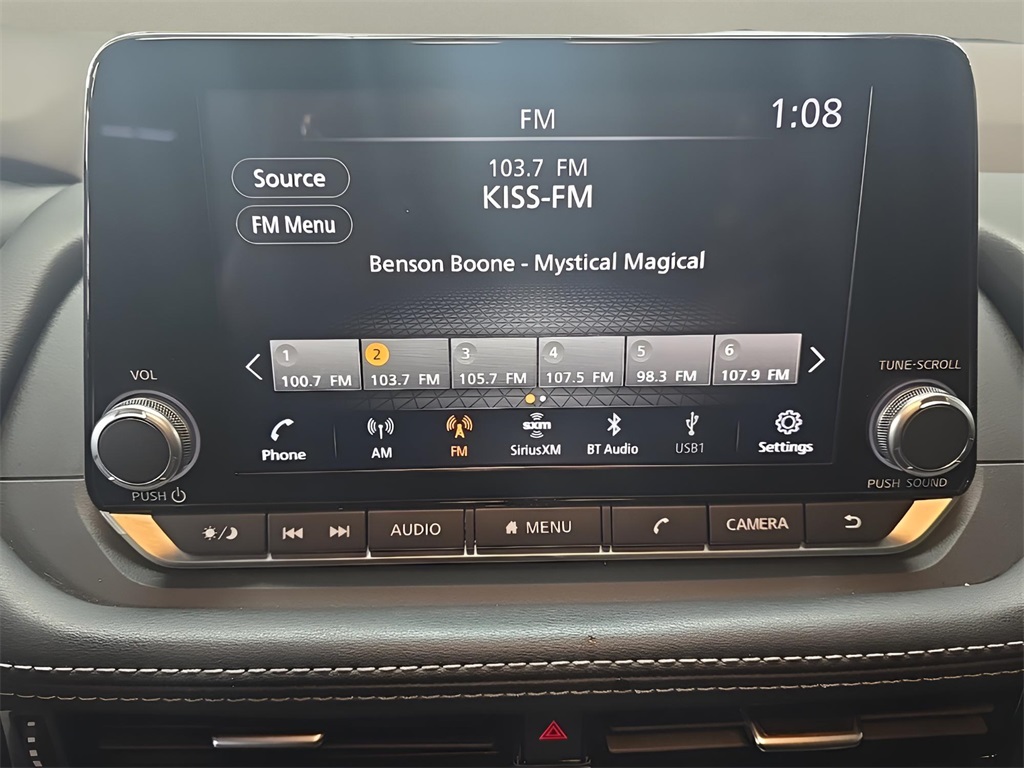 FM
1:08
103.7 FM
KISS-FM
Source
FM Menu
Benson Boone - Mystical Magical
1 2 3 4 5 6
100.7 FM 103.7 FM 105.7 FM 107.5 FM 98.3 FM 107.9 FM
VOL
TUNE·SCROLL
sxm
Phone AM FM SiriusXM BT Audio USB1 Settings
PUSH
PUSH SOUND
AUDIO MENU CAMERA